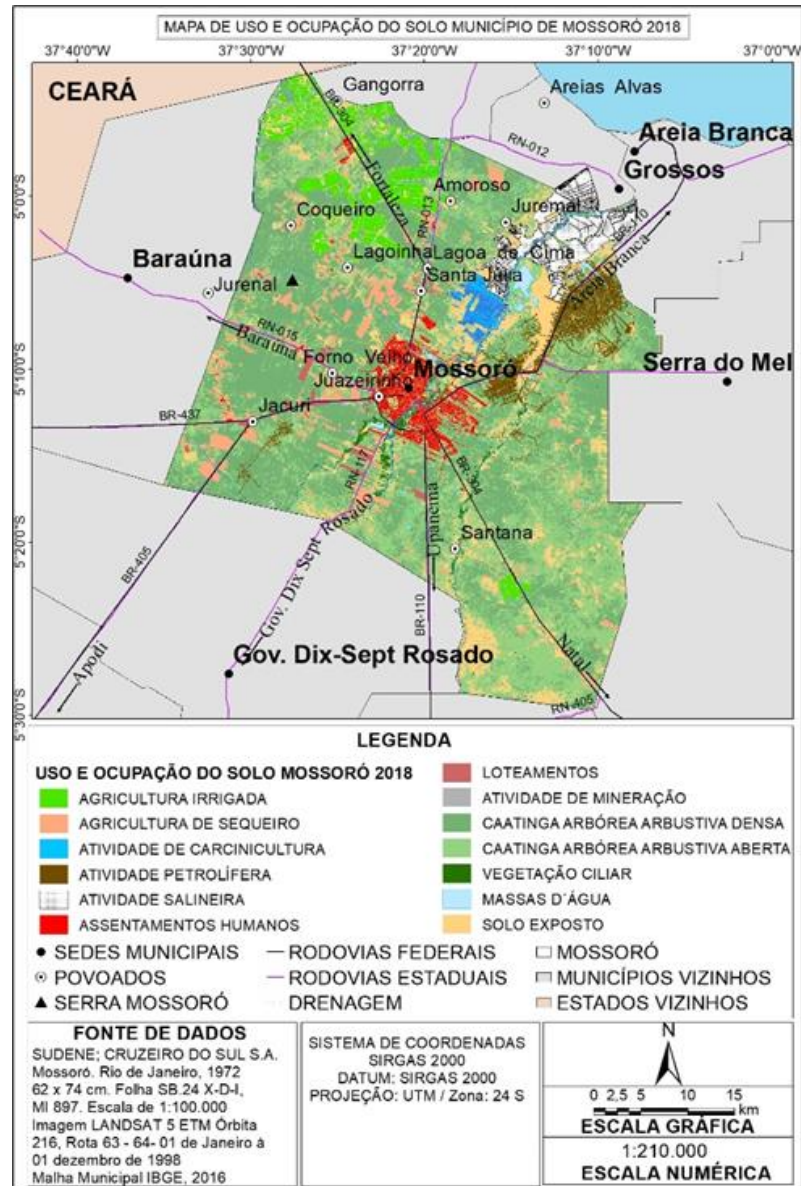 MAPA DE USO E OCUPAÇÃO DO SOLO MUNICÍPIO DE MOSSORÓ 2018
37°40'0"W 37°30'0"W 37°20'0"W 37°10'0"W 37°0'0"W
CEARÁ
Gangorra
Areias Alvas
BR-304
RN-012
Areia Branca
Grossos
Fortaleza
5°0'0"S
Amoroso
RN-013
Juremal
Coqueiro
BR-110
Lagoinha
Lagoa de Cima
Areia Branca
Baraúna
Jurenal
Santa Júlia
RN-015
Barauna
5°10'0"S
Forno Velho
Mossoró
Serra do Mel
Juazeirinho
Jacuri
BR-437
RN-117
BR-304
5°20'0"S
Santana
Upanema
BR-405
Gov. Dix Sept Rosado
BR-110
Gov. Dix-Sept Rosado
Natal
Apodi
RN-405
5°30'0"S
LEGENDA
USO E OCUPAÇÃO DO SOLO MOSSORÓ 2018
AGRICULTURA IRRIGADA
AGRICULTURA DE SEQUEIRO
ATIVIDADE DE CARCINICULTURA
ATIVIDADE PETROLÍFERA
ATIVIDADE SALINEIRA
ASSENTAMENTOS HUMANOS
LOTEAMENTOS
ATIVIDADE DE MINERAÇÃO
CAATINGA ARBÓREA ARBUSTIVA DENSA
CAATINGA ARBÓREA ARBUSTIVA ABERTA
VEGETAÇÃO CILIAR
MASSAS D´ÁGUA
SOLO EXPOSTO
SEDES MUNICIPAIS
POVOADOS
SERRA MOSSORÓ
RODOVIAS FEDERAIS
RODOVIAS ESTADUAIS
DRENAGEM
MOSSORÓ
MUNICÍPIOS VIZINHOS
ESTADOS VIZINHOS
FONTE DE DADOS
SUDENE; CRUZEIRO DO SUL S.A.
Mossoró. Rio de Janeiro, 1972
62 x 74 cm. Folha SB.24 X-D-I,
MI 897. Escala de 1:100.000
Imagem LANDSAT 5 ETM Órbita
216, Rota 63 - 64- 01 de Janeiro à
01 dezembro de 1998
Malha Municipal IBGE, 2016
SISTEMA DE COORDENADAS
SIRGAS 2000
DATUM: SIRGAS 2000
PROJEÇÃO: UTM / Zona: 24 S
N
0 2,5 5 10 15
km
ESCALA GRÁFICA
1:210.000
ESCALA NUMÉRICA